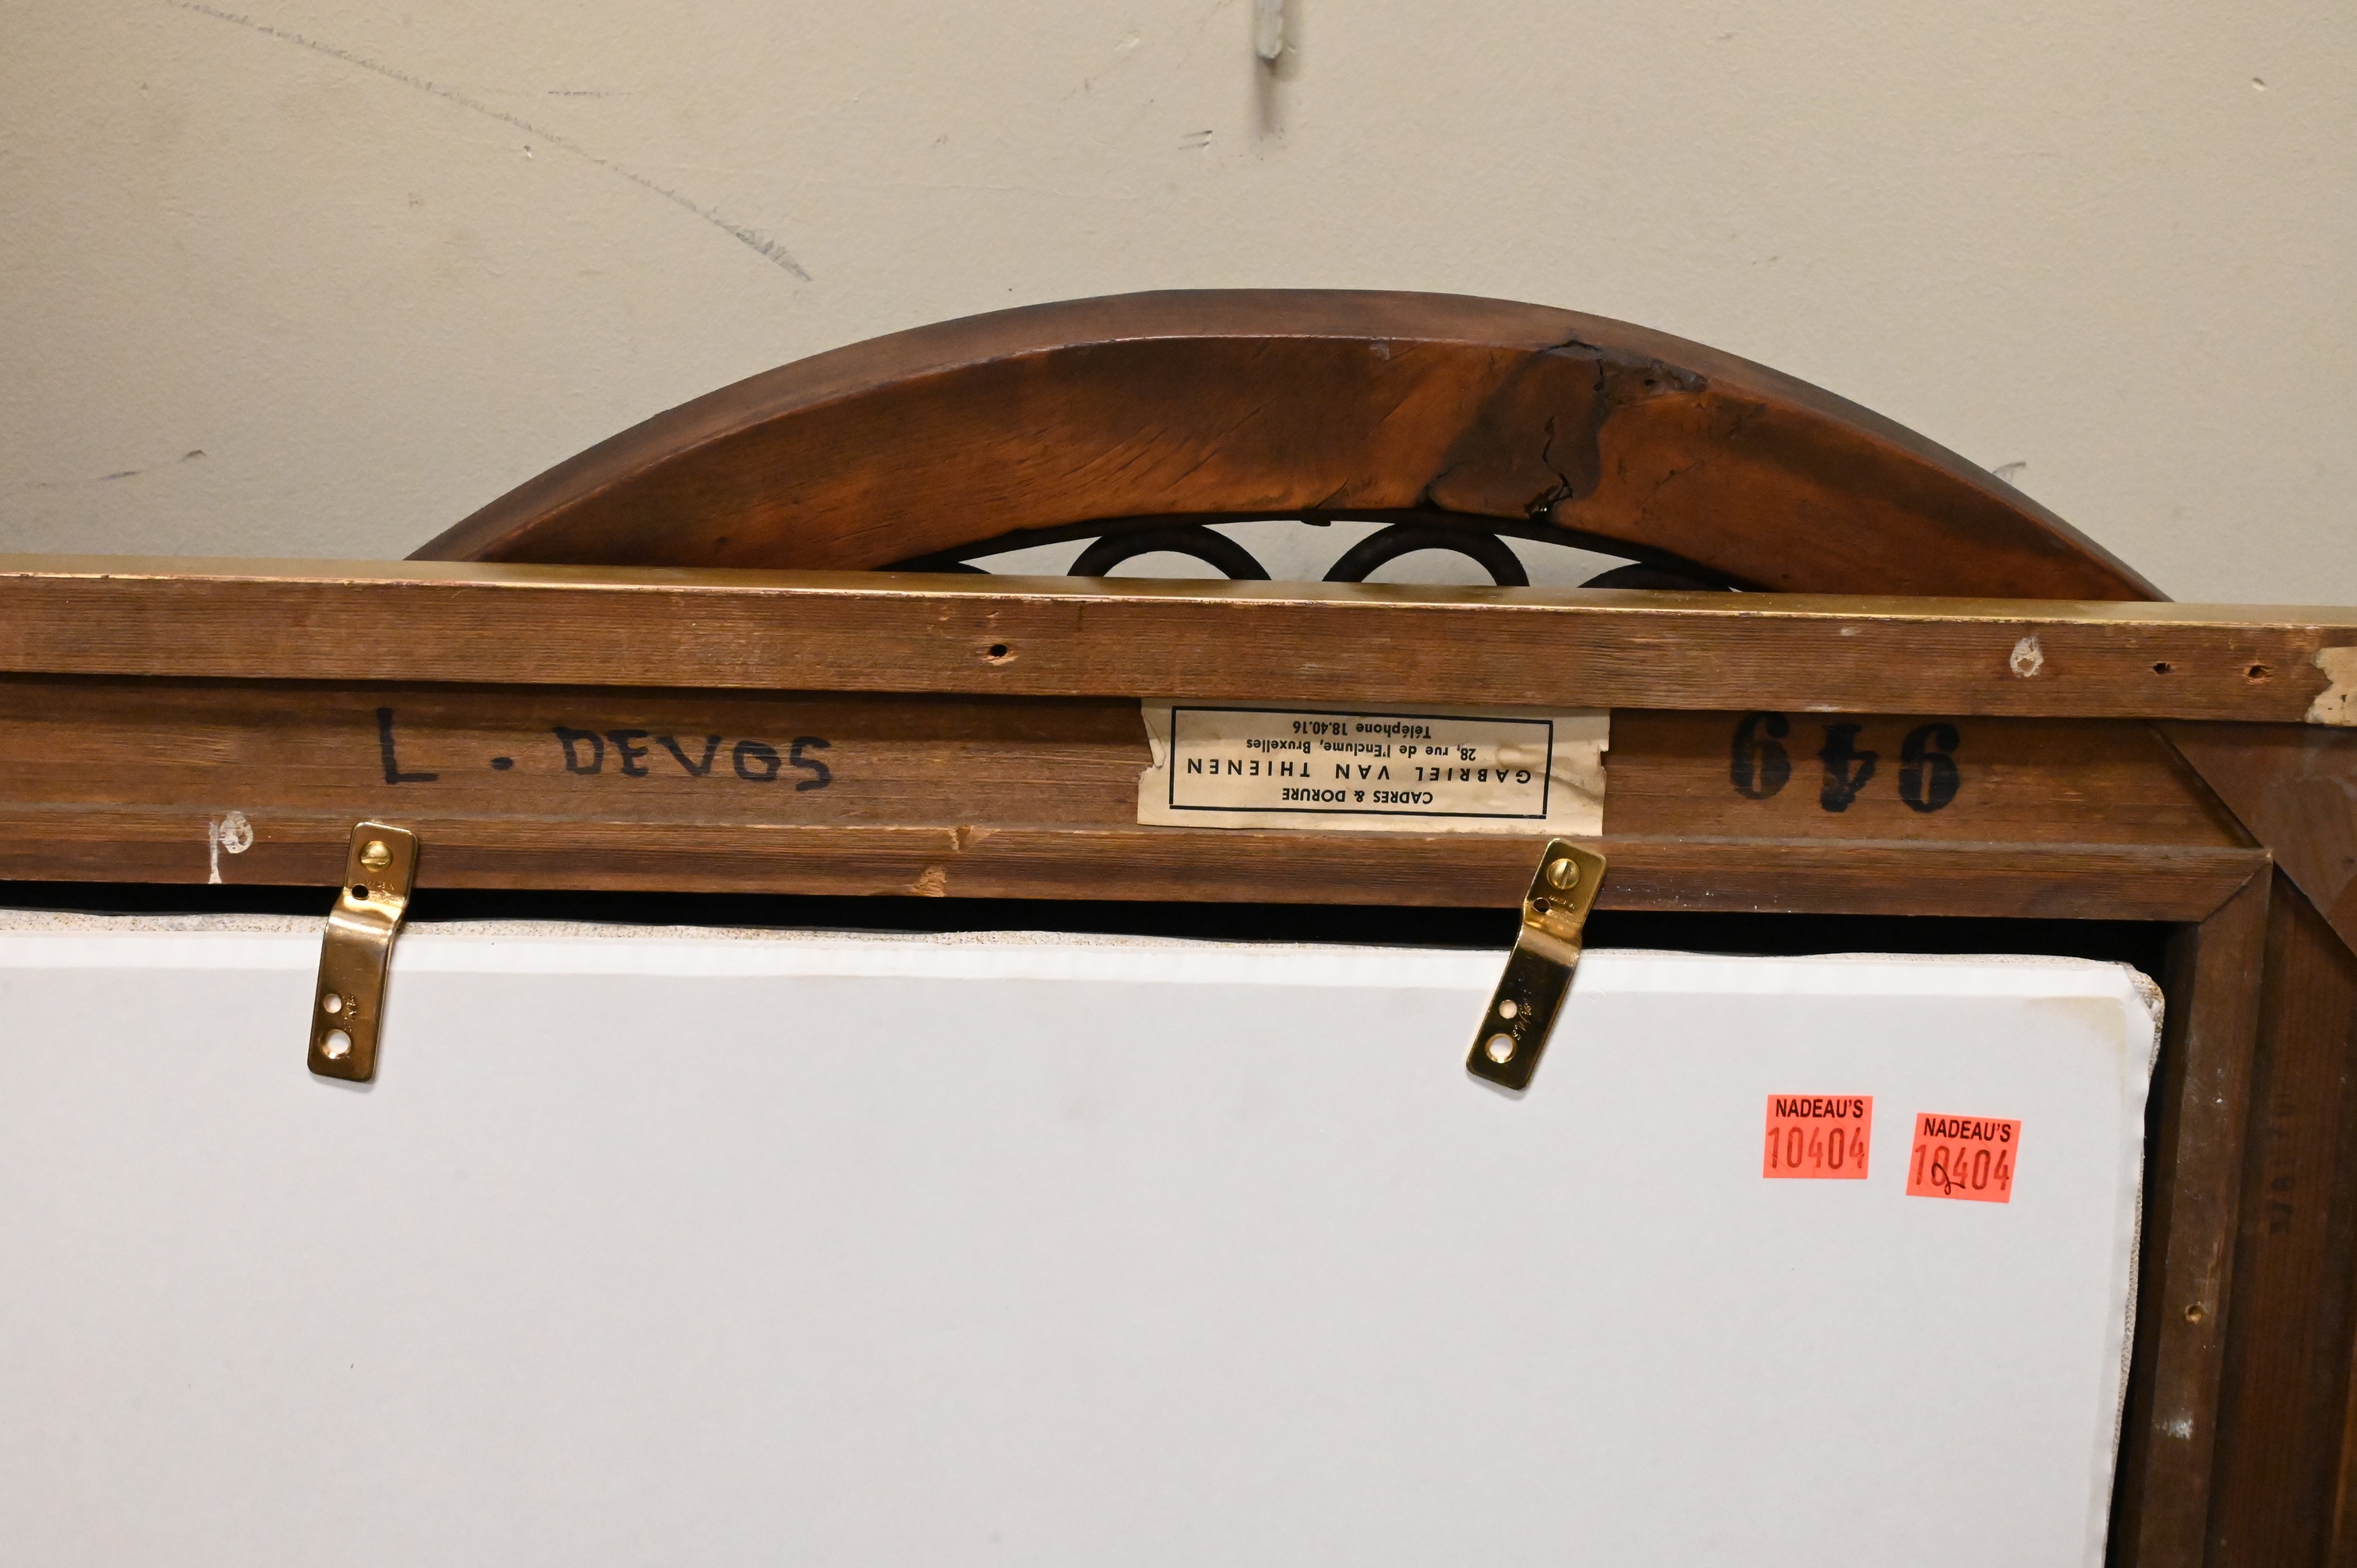 L. DEVOS
CADRES & DORURE
GABRIEL VAN THIENEN
28, rue de l'Enclume, Bruxelles
Téléphone 18.40.16
649
NADEAU'S
10404
NADEAU'S
10404